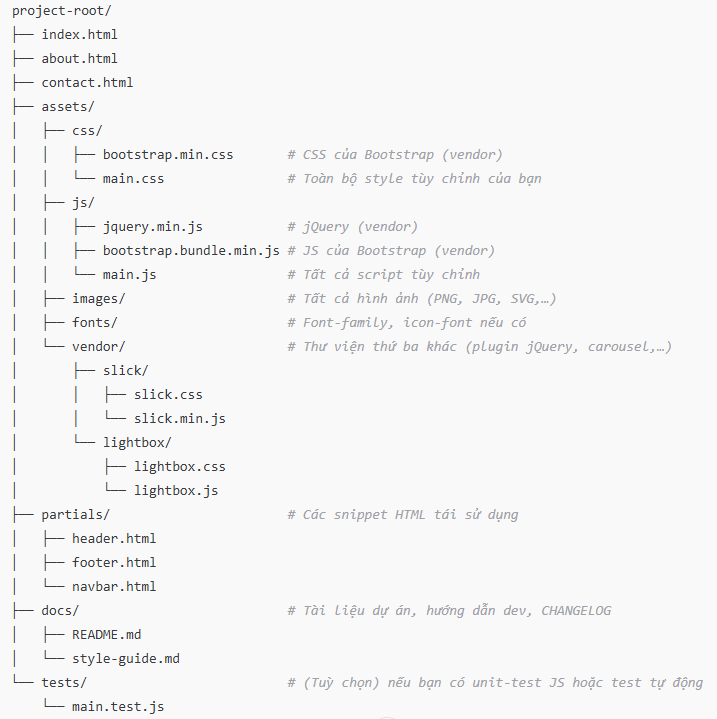 project-root/
├── index.html
├── about.html
├── contact.html
├── assets/
│   ├── css/
│   │   ├── bootstrap.min.css       # CSS của Bootstrap (vendor)
│   │   └── main.css                # Toàn bộ style tùy chỉnh của bạn
│   ├── js/
│   │   ├── jquery.min.js           # jQuery (vendor)
│   │   ├── bootstrap.bundle.min.js # JS của Bootstrap (vendor)
│   │   └── main.js                 # Tất cả script tùy chỉnh
│   ├── images/                     # Tất cả hình ảnh (PNG, JPG, SVG,…)
│   ├── fonts/                      # Font-family, icon-font nếu có
│   └── vendor/                     # Thư viện thứ ba khác (plugin jQuery, carousel,…)
│       ├── slick/
│       │   ├── slick.css
│       │   └── slick.min.js
│       └── lightbox/
│           ├── lightbox.css
│           └── lightbox.js
├── partials/                       # Các snippet HTML tái sử dụng
│   ├── header.html
│   ├── footer.html
│   └── navbar.html
├── docs/                           # Tài liệu dự án, hướng dẫn dev, CHANGELOG
│   ├── README.md
│   └── style-guide.md
└── tests/                          # (Tuỳ chọn) nếu bạn có unit-test JS hoặc test tự động
    └── main.test.js